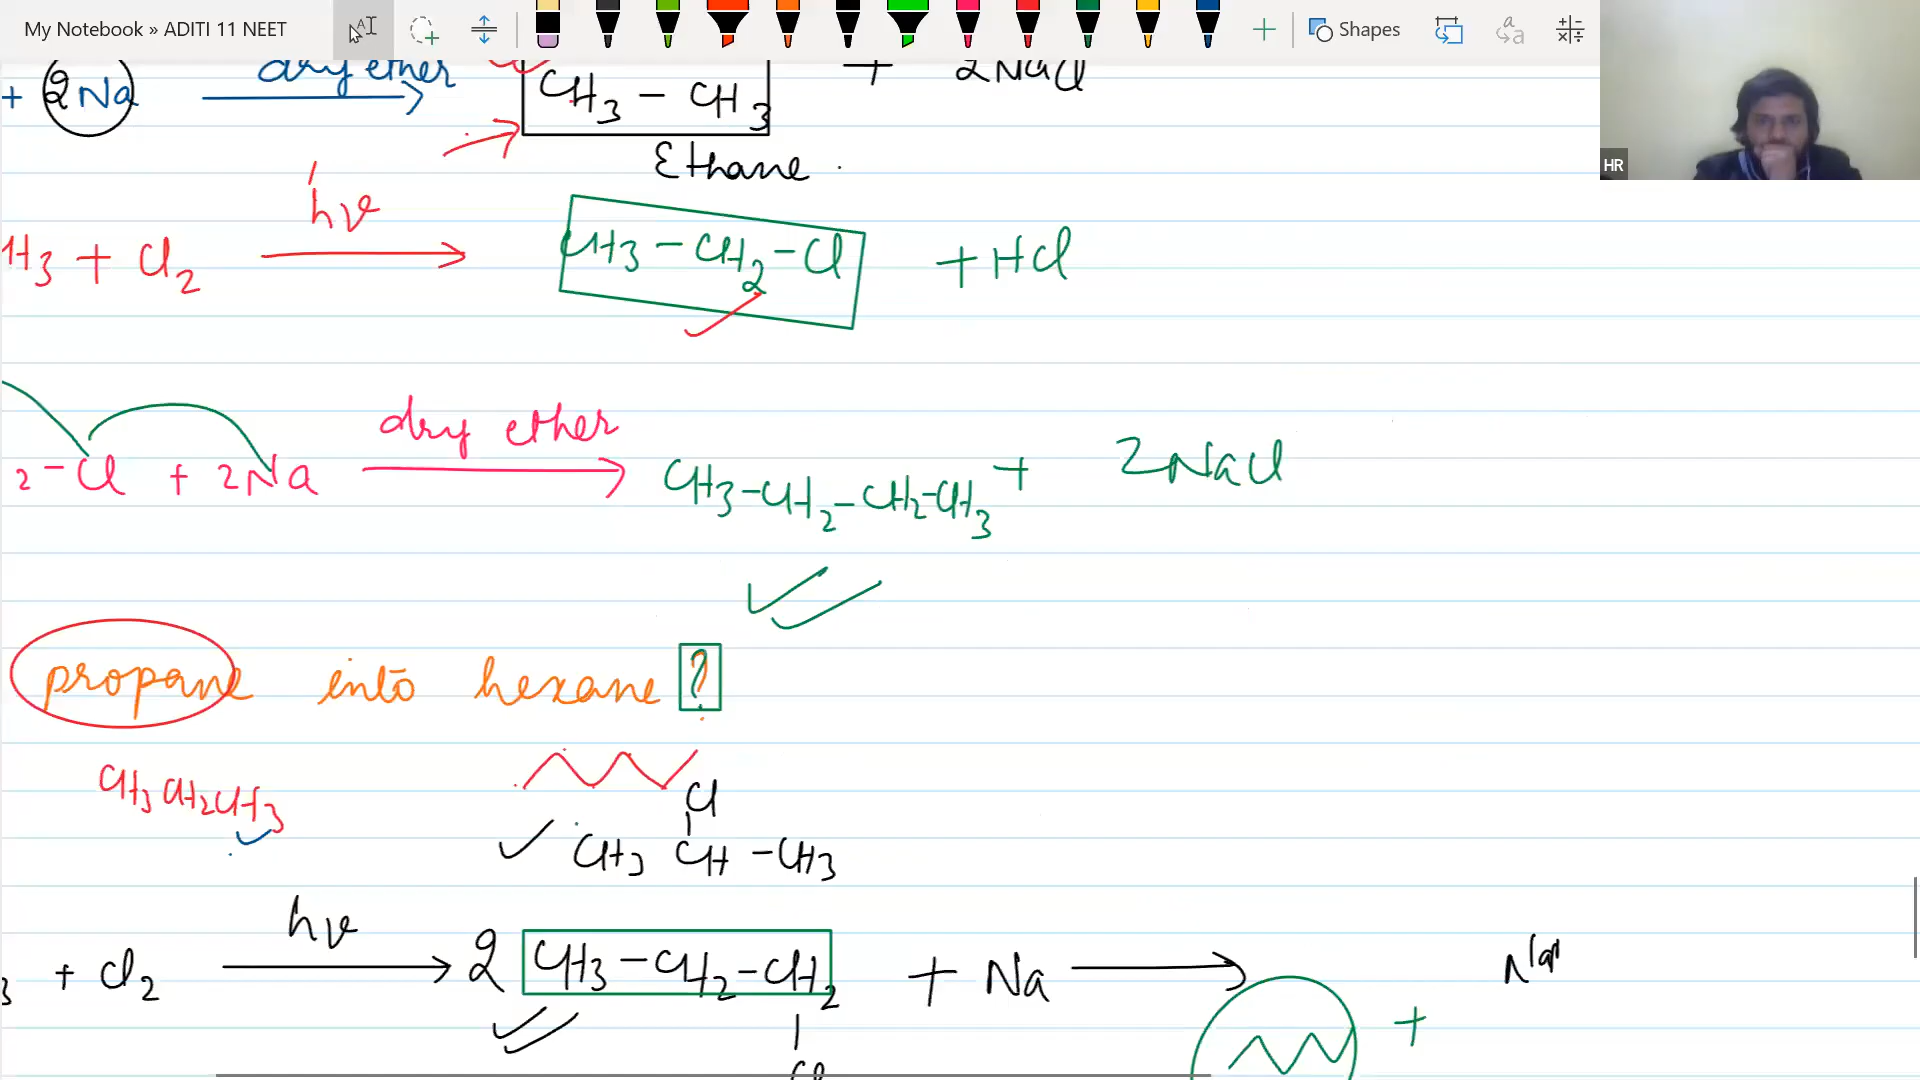 My Notebook » ADITI 11 NEET
Shapes
HR
+ 2Na dry ether CH3 - CH3 + 2NaCl
Ethane
H3 + Cl2 hν CH3 - CH2 - Cl + HCl
2 - Cl + 2Na dry ether CH3-CH2-CH2-CH3 + 2NaCl
propane into hexane ?
CH3 CH2 CH3
Cl
CH3 CH - CH3
3 + Cl2 hν 2 CH3 - CH2 - CH2 + Na
+
Cl